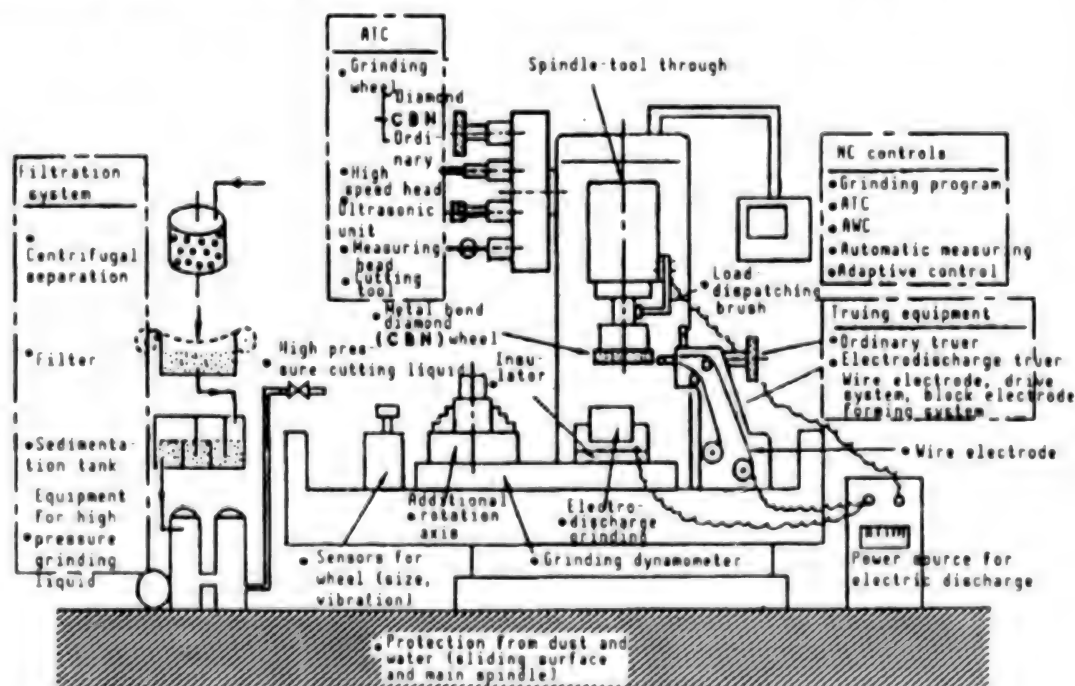 ATC
Grinding
wheel
Diamond
CBN
Ordi-
nary
High
speed head
Ultrasonic
unit
Measuring
head
Cutting
tool
Metal bond
diamond
(CBN) wheel
Spindle-tool through
Load
dispatching
brush
NC controls
Grinding program
ATC
AWC
Automatic measuring
Adaptive control
Truing equipment
Ordinary truer
Electrodischarge truer
Wire electrode, drive
system, block electrode
forming system
Wire electrode
Filtration
system
Centrifugal
separation
Filter
Sedimenta-
tion tank
Equipment
for high
pressure
grinding
liquid
High pres-
sure cutting liquid
Insu-
lator
Additional
rotation
axis
Electro-
discharge
grinding
Sensors for
wheel (size,
vibration)
Grinding dynamometer
Power source for
electric discharge
Protection from dust and
water (sliding surface
and main spindle)